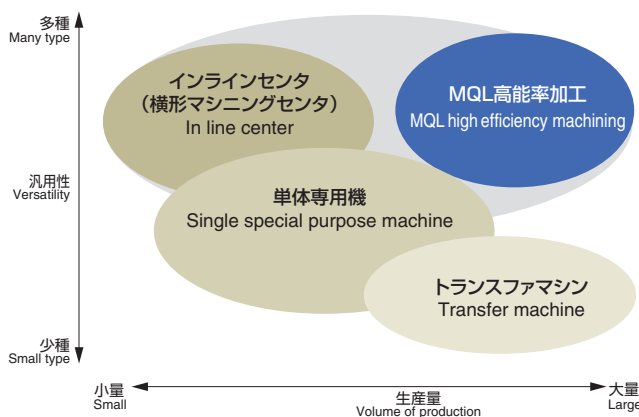 多種
Many type
インラインセンタ
（横形マシニングセンタ）
In line center
MQL高能率加工
MQL high efficiency machining
汎用性
Versatility
単体専用機
Single special purpose machine
トランスファマシン
Transfer machine
少種
Small type
小量
Small
生産量
Volume of production
大量
Large